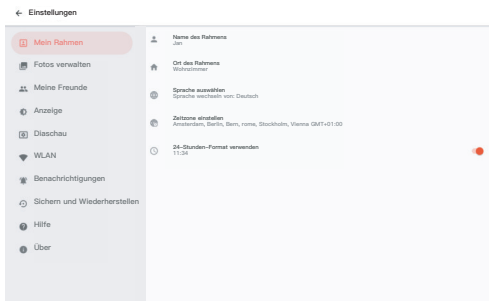 Einstellungen
Mein Rahmen
Fotos verwalten
Meine Freunde
Anzeige
Diaschau
WLAN
Benachrichtigungen
Sichern und Wiederherstellen
Hilfe
Über
Name des Rahmens
Jan
Ort des Rahmens
Wohnzimmer
Sprache auswählen
Sprache wechseln von: Deutsch
Zeitzone einstellen
Amsterdam, Berlin, Bern, rome, Stockholm, Vienna GMT+01:00
24-Stunden-Format verwenden
11:34